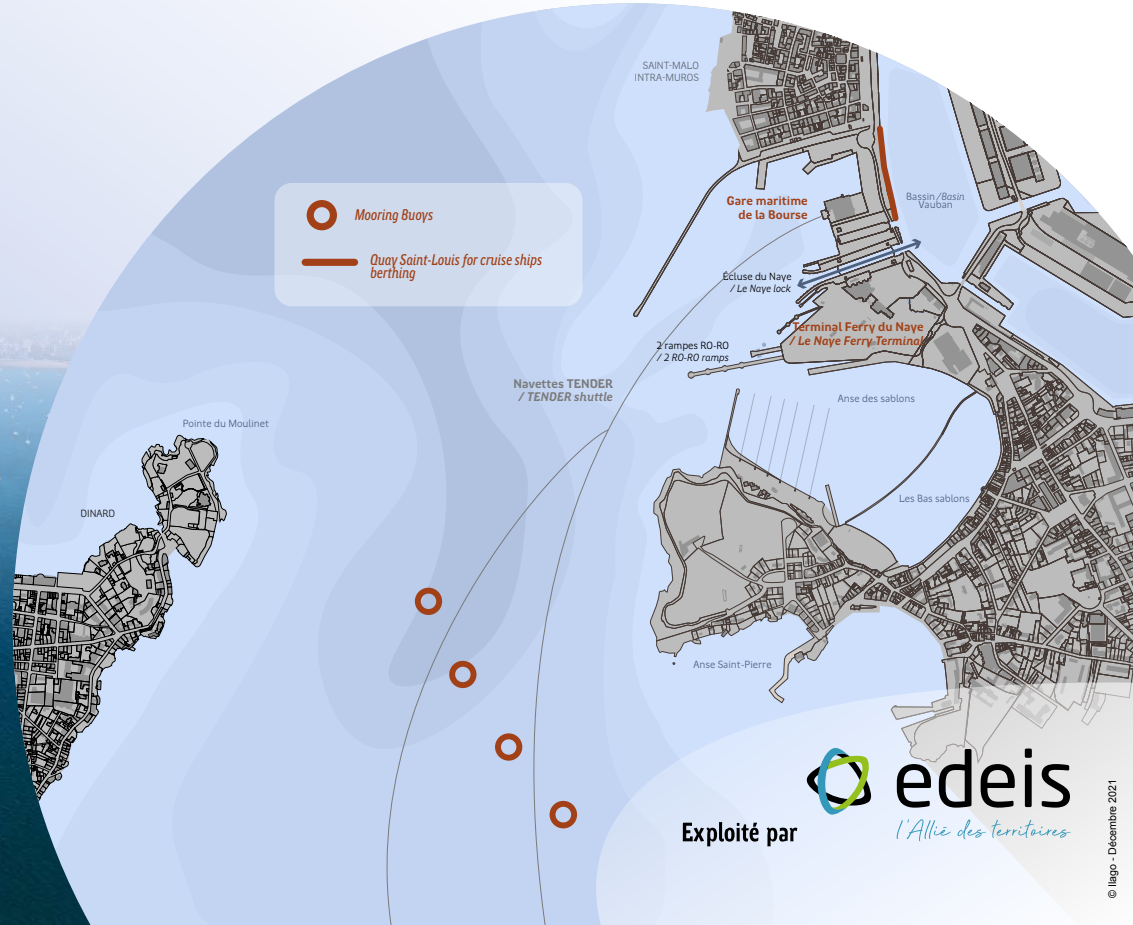 SAINT-MALO
INTRA-MUROS
Mooring Buoys
Quay Saint-Louis for cruise ships
berthing
Gare maritime
de la Bourse
Bassin /Basin
Vauban
Écluse du Naye
/ Le Naye lock
Terminal Ferry du Naye
/ Le Naye Ferry Terminal
2 rampes RO-RO
/ 2 RO-RO ramps
Navettes TENDER
/ TENDER shuttle
Anse des sablons
Pointe du Moulinet
Les Bas sablons
DINARD
Anse Saint-Pierre
Exploité par
edeis
l'Allié des territoires
© Ilago - Décembre 2021